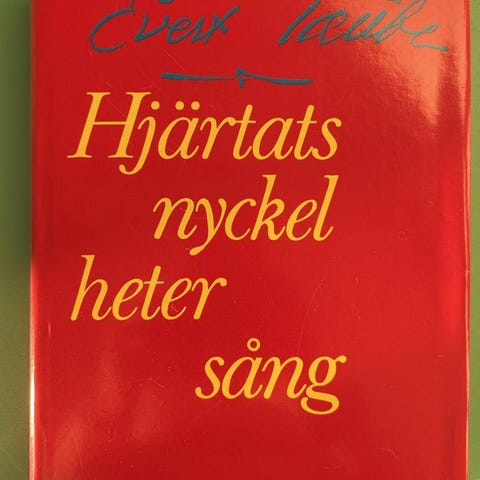 Evert Taube
Hjärtats
nyckel
heter
sång